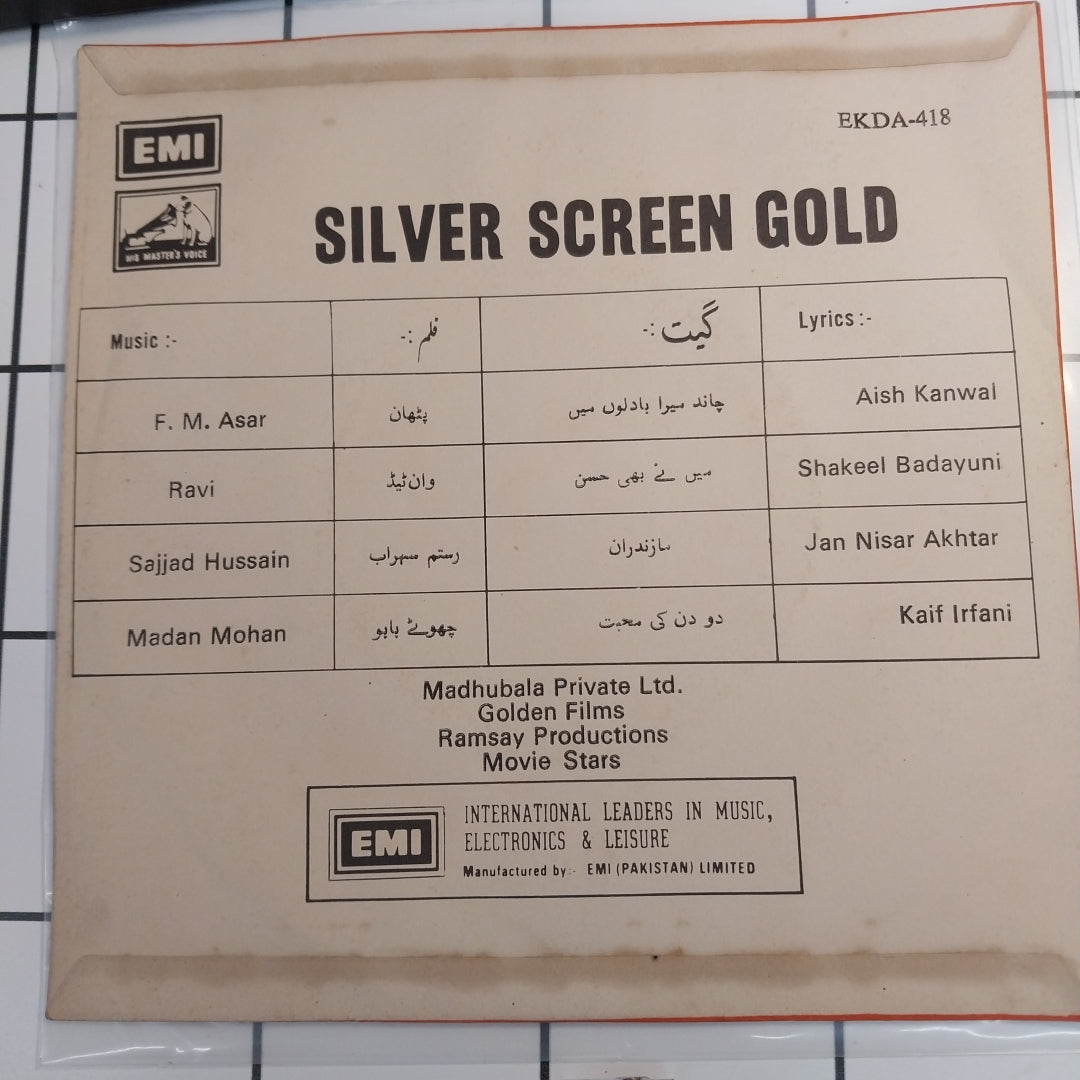 EMI
EKDA-418
HIS MASTER'S VOICE
SILVER SCREEN GOLD
Music :- فلم :- گیت :- Lyrics :-
F. M. Asar پٹھان چاند میرا بادلوں میں Aish Kanwal
Ravi وان ٹیڈ میں نے بھی حسن Shakeel Badayuni
Sajjad Hussain رستم سہراب مازندران Jan Nisar Akhtar
Madan Mohan چھوٹے بابو دو دن کی محبت Kaif Irfani
Madhubala Private Ltd.
Golden Films
Ramsay Productions
Movie Stars
EMI
INTERNATIONAL LEADERS IN MUSIC,
ELECTRONICS & LEISURE
Manufactured by:- EMI (PAKISTAN) LIMITED